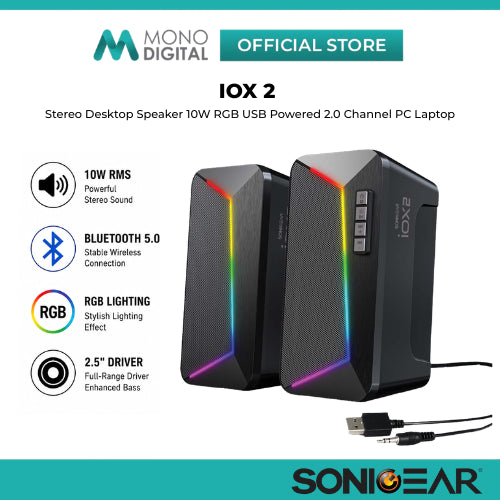 MONO
DIGITAL
OFFICIAL STORE
IOX 2
Stereo Desktop Speaker 10W RGB USB Powered 2.0 Channel PC Laptop
10W RMS
Powerful
Stereo Sound
BLUETOOTH 5.0
Stable Wireless
Connection
RGB
RGB LIGHTING
Stylish Lighting
Effect
2.5" DRIVER
Full-Range Driver
Enhanced Bass
SONICGEAR
iOX2
SONICGEAR